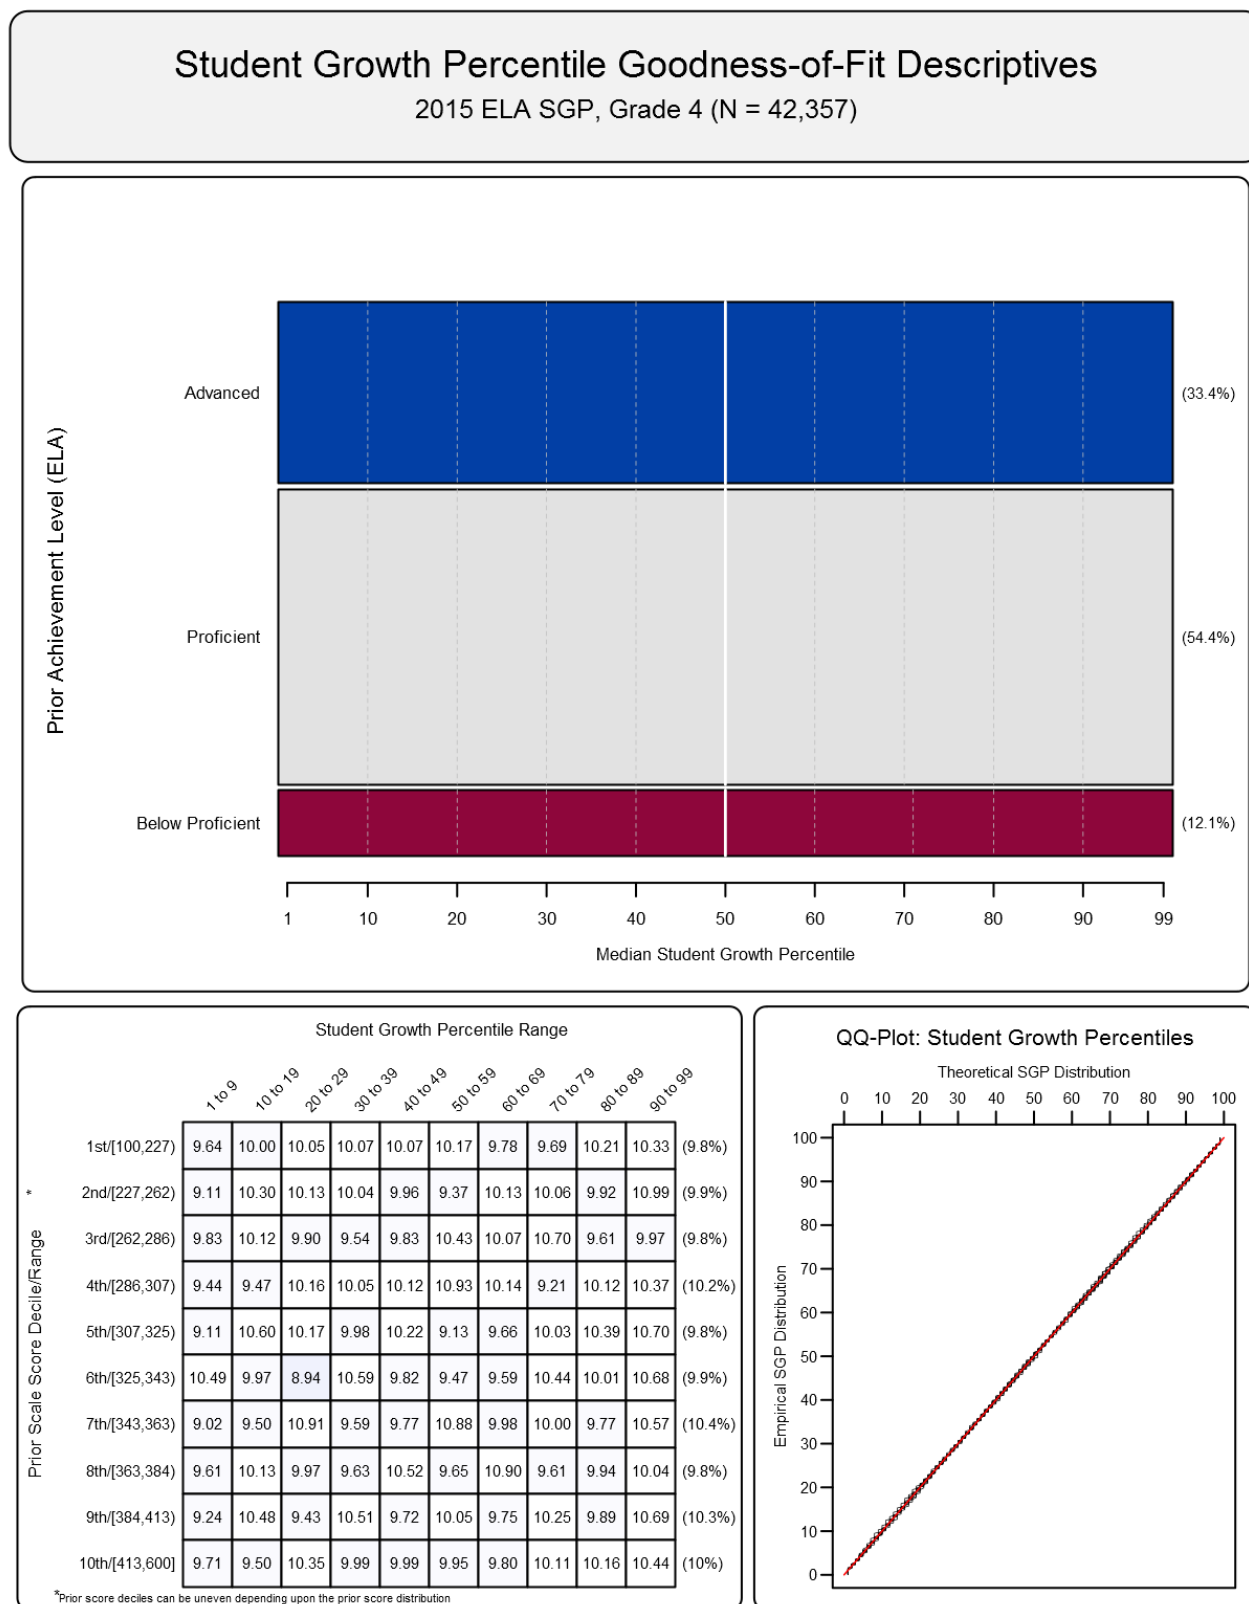 Student Growth Percentile Goodness-of-Fit Descriptives
2015 ELA SGP, Grade 4 (N = 42,357)
Prior Achievement Level (ELA)
Advanced (33.4%)
Proficient (54.4%)
Below Proficient (12.1%)
1 10 20 30 40 50 60 70 80 90 99
Median Student Growth Percentile
Student Growth Percentile Range
1 to 9 10 to 19 20 to 29 30 to 39 40 to 49 50 to 59 60 to 69 70 to 79 80 to 89 90 to 99
Prior Scale Score Decile/Range *
1st/[100,227) 9.64 10.00 10.05 10.07 10.07 10.17 9.78 9.69 10.21 10.33 (9.8%)
2nd/[227,262) 9.11 10.30 10.13 10.04 9.96 9.37 10.13 10.06 9.92 10.99 (9.9%)
3rd/[262,286) 9.83 10.12 9.90 9.54 9.83 10.43 10.07 10.70 9.61 9.97 (9.8%)
4th/[286,307) 9.44 9.47 10.16 10.05 10.12 10.93 10.14 9.21 10.12 10.37 (10.2%)
5th/[307,325) 9.11 10.60 10.17 9.98 10.22 9.13 9.66 10.03 10.39 10.70 (9.8%)
6th/[325,343) 10.49 9.97 8.94 10.59 9.82 9.47 9.59 10.44 10.01 10.68 (9.9%)
7th/[343,363) 9.02 9.50 10.91 9.59 9.77 10.88 9.98 10.00 9.77 10.57 (10.4%)
8th/[363,384) 9.61 10.13 9.97 9.63 10.52 9.65 10.90 9.61 9.94 10.04 (9.8%)
9th/[384,413) 9.24 10.48 9.43 10.51 9.72 10.05 9.75 10.25 9.89 10.69 (10.3%)
10th/[413,600] 9.71 9.50 10.35 9.99 9.99 9.95 9.80 10.11 10.16 10.44 (10%)
*Prior score deciles can be uneven depending upon the prior score distribution
QQ-Plot: Student Growth Percentiles
Theoretical SGP Distribution
0 10 20 30 40 50 60 70 80 90 100
Empirical SGP Distribution
100
90
80
70
60
50
40
30
20
10
0